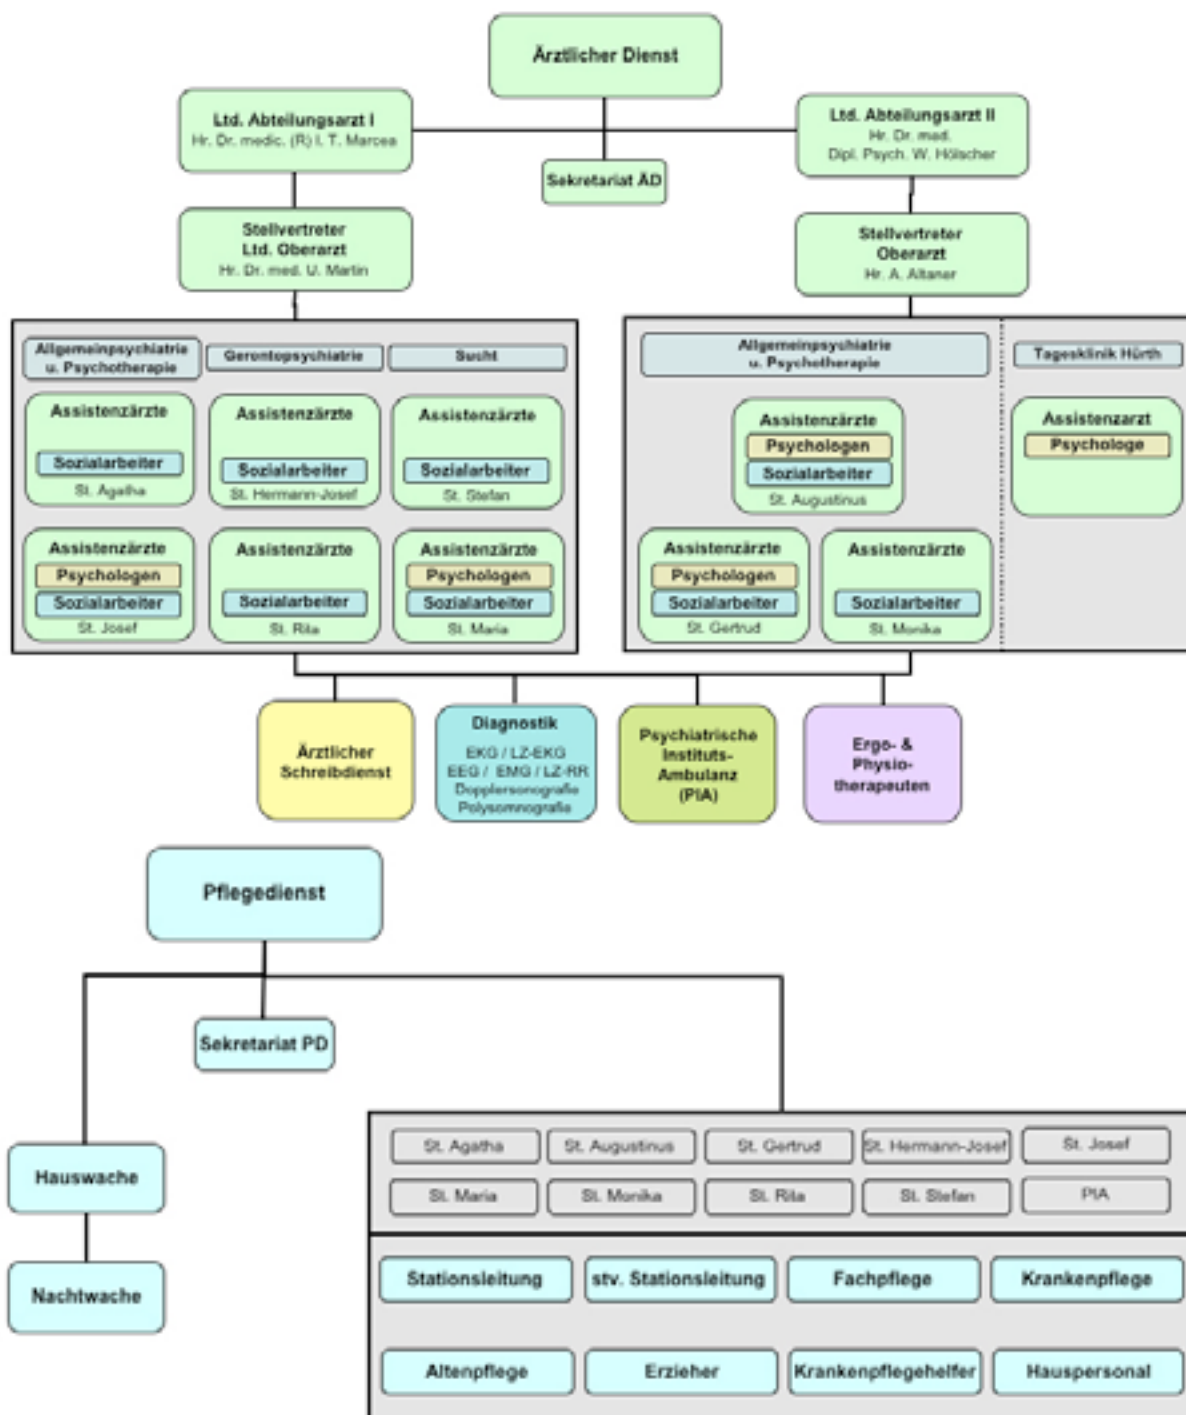 Ärztlicher Dienst
Ltd. Abteilungsarzt I
Hr. Dr. medic. (R) I. T. Marcea
Ltd. Abteilungsarzt II
Hr. Dr. med.
Dipl. Psych. W. Hölscher
Sekretariat ÄD
Stellvertreter
Ltd. Oberarzt
Hr. Dr. med. U. Martin
Stellvertreter
Oberarzt
Hr. A. Altaner
Allgemeinpsychiatrie
u. Psychotherapie
Gerontopsychiatrie
Sucht
Assistenzärzte
Sozialarbeiter
St. Agatha
Assistenzärzte
Sozialarbeiter
St. Hermann-Josef
Assistenzärzte
Sozialarbeiter
St. Stefan
Assistenzärzte
Psychologen
Sozialarbeiter
St. Josef
Assistenzärzte
Sozialarbeiter
St. Rita
Assistenzärzte
Psychologen
Sozialarbeiter
St. Maria
Allgemeinpsychiatrie
u. Psychotherapie
Tagesklinik Hürth
Assistenzärzte
Psychologen
Sozialarbeiter
St. Augustinus
Assistenzarzt
Psychologe
Assistenzärzte
Psychologen
Sozialarbeiter
St. Gertrud
Assistenzärzte
Sozialarbeiter
St. Monika
Ärztlicher
Schreibdienst
Diagnostik
EKG / LZ-EKG
EEG / EMG / LZ-RR
Dopplersonografie
Polysomnografie
Psychiatrische
Instituts-
Ambulanz
(PIA)
Ergo- &
Physio-
therapeuten
Pflegedienst
Sekretariat PD
Hauswache
Nachtwache
St. Agatha
St. Augustinus
St. Gertrud
St. Hermann-Josef
St. Josef
St. Maria
St. Monika
St. Rita
St. Stefan
PIA
Stationsleitung
stv. Stationsleitung
Fachpflege
Krankenpflege
Altenpflege
Erzieher
Krankenpflegehelfer
Hauspersonal